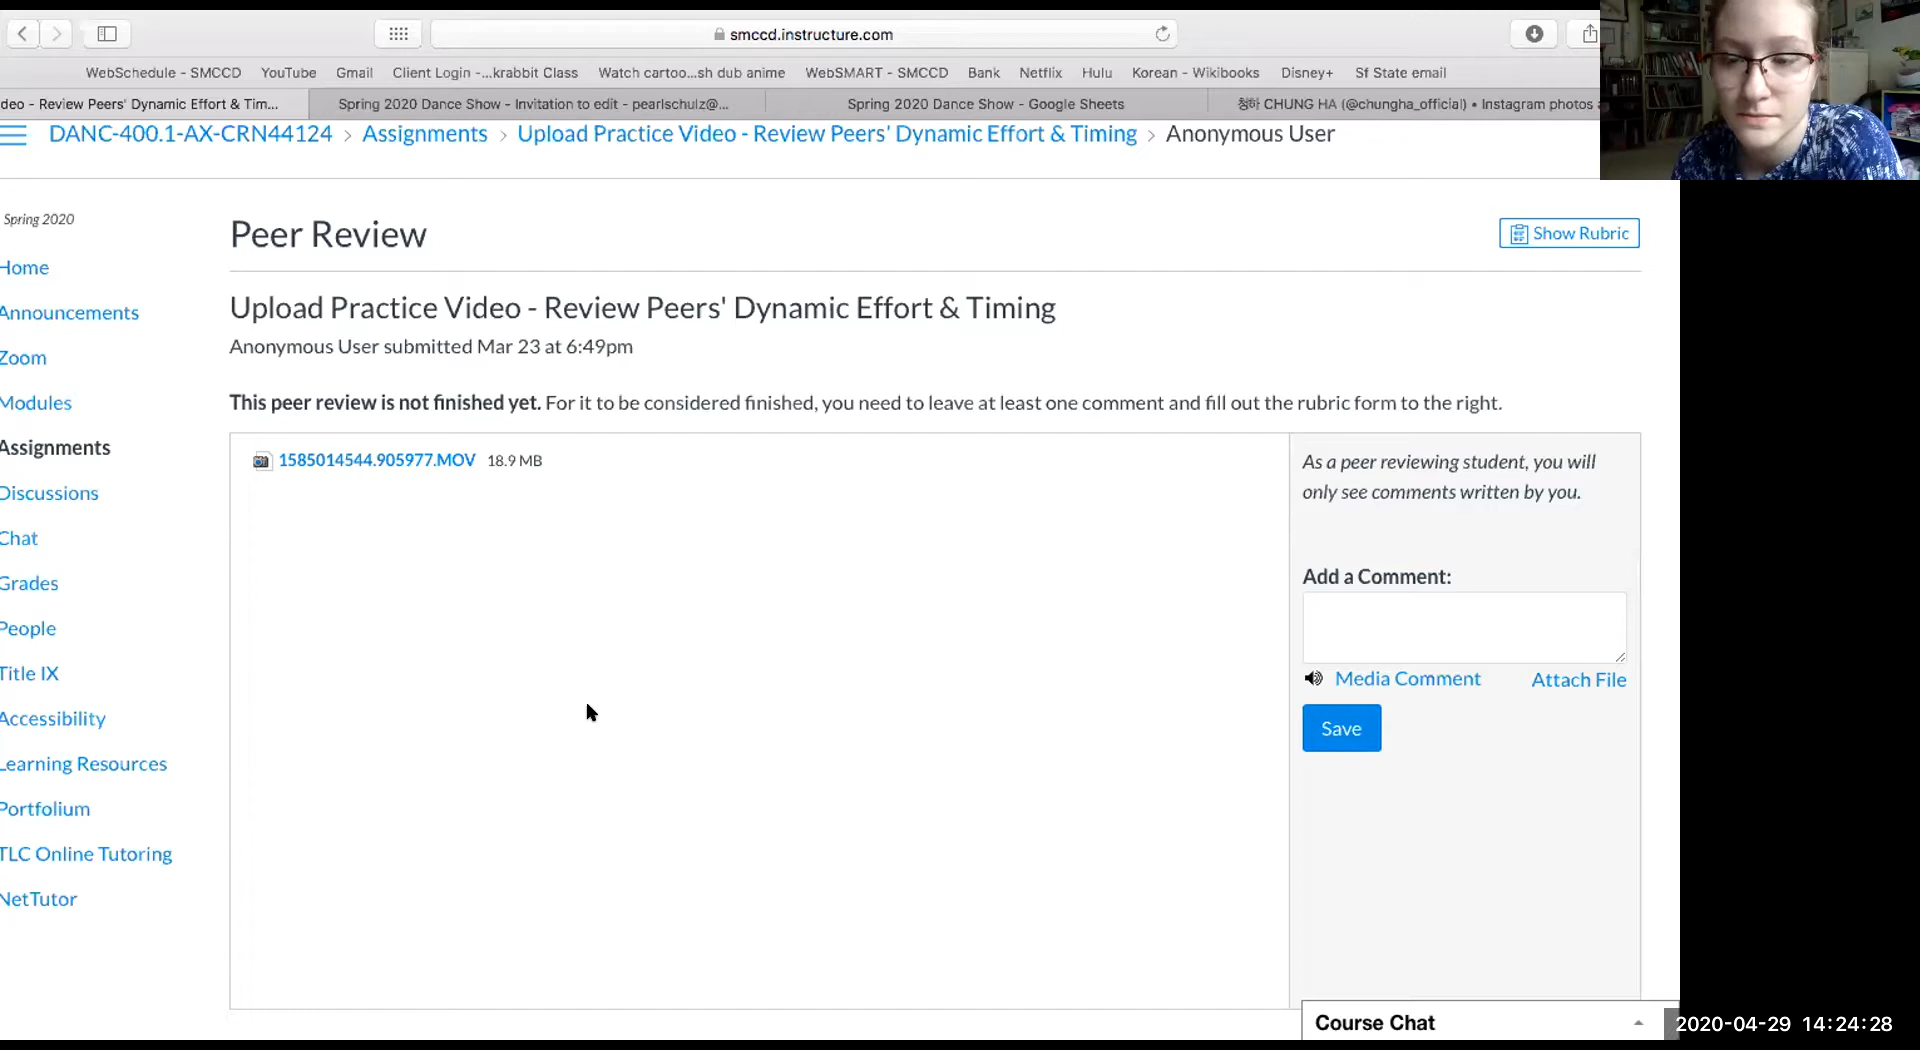 smccd.instructure.com
WebSchedule - SMCCD YouTube Gmail Client Login -...krabbit Class Watch cartoo...sh dub anime WebSMART - SMCCD Bank Netflix Hulu Korean - Wikibooks Disney+ Sf State email
deo - Review Peers' Dynamic Effort & Tim... Spring 2020 Dance Show - Invitation to edit - pearlschulz@... Spring 2020 Dance Show - Google Sheets 청하 CHUNG HA (@chungha_official) • Instagram photos a
DANC-400.1-AX-CRN44124 › Assignments › Upload Practice Video - Review Peers' Dynamic Effort & Timing › Anonymous User
Spring 2020
Peer Review
Show Rubric
Home
Announcements
Zoom
Modules
Assignments
Discussions
Chat
Grades
People
Title IX
Accessibility
Learning Resources
Portfolium
TLC Online Tutoring
NetTutor
Upload Practice Video - Review Peers' Dynamic Effort & Timing
Anonymous User submitted Mar 23 at 6:49pm
This peer review is not finished yet. For it to be considered finished, you need to leave at least one comment and fill out the rubric form to the right.
1585014544.905977.MOV 18.9 MB
As a peer reviewing student, you will
only see comments written by you.
Add a Comment:
Media Comment Attach File
Save
Course Chat
2020-04-29 14:24:28